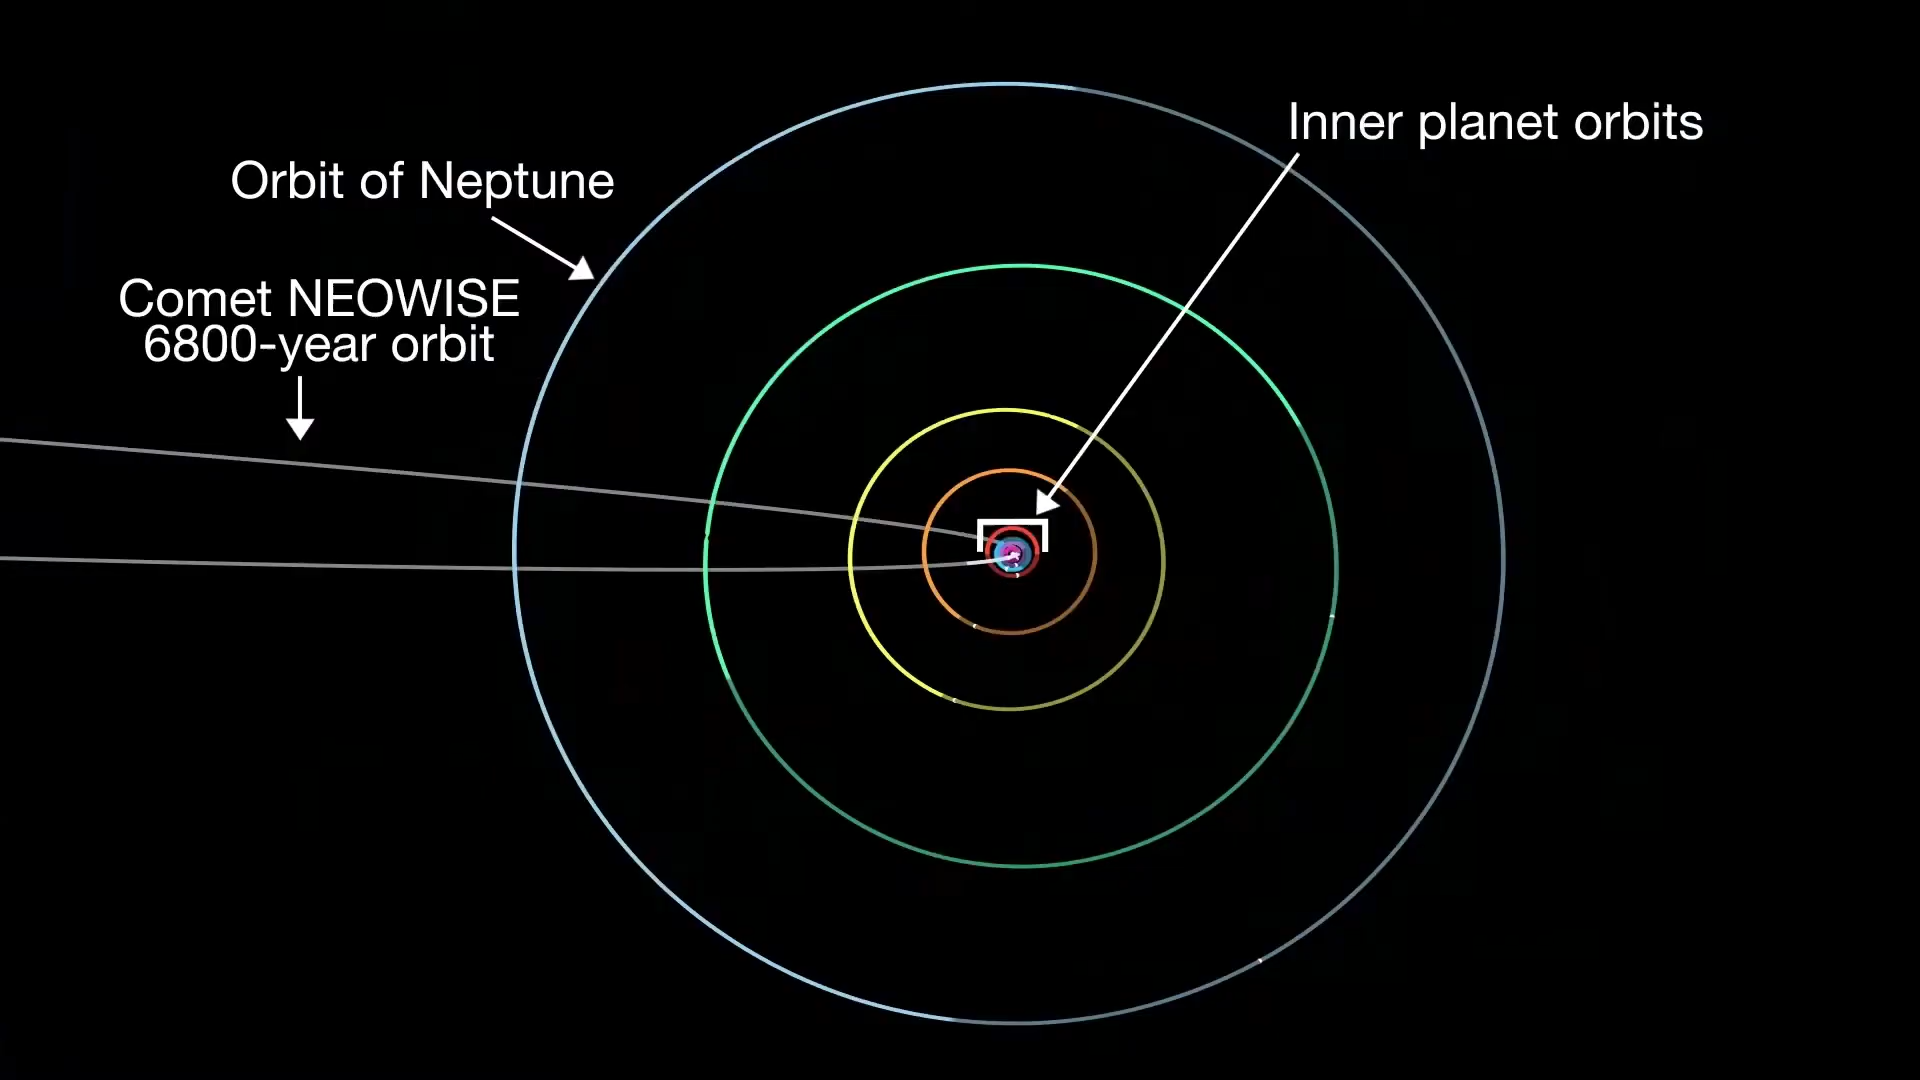 Inner planet orbits
Orbit of Neptune
Comet NEOWISE
6800-year orbit